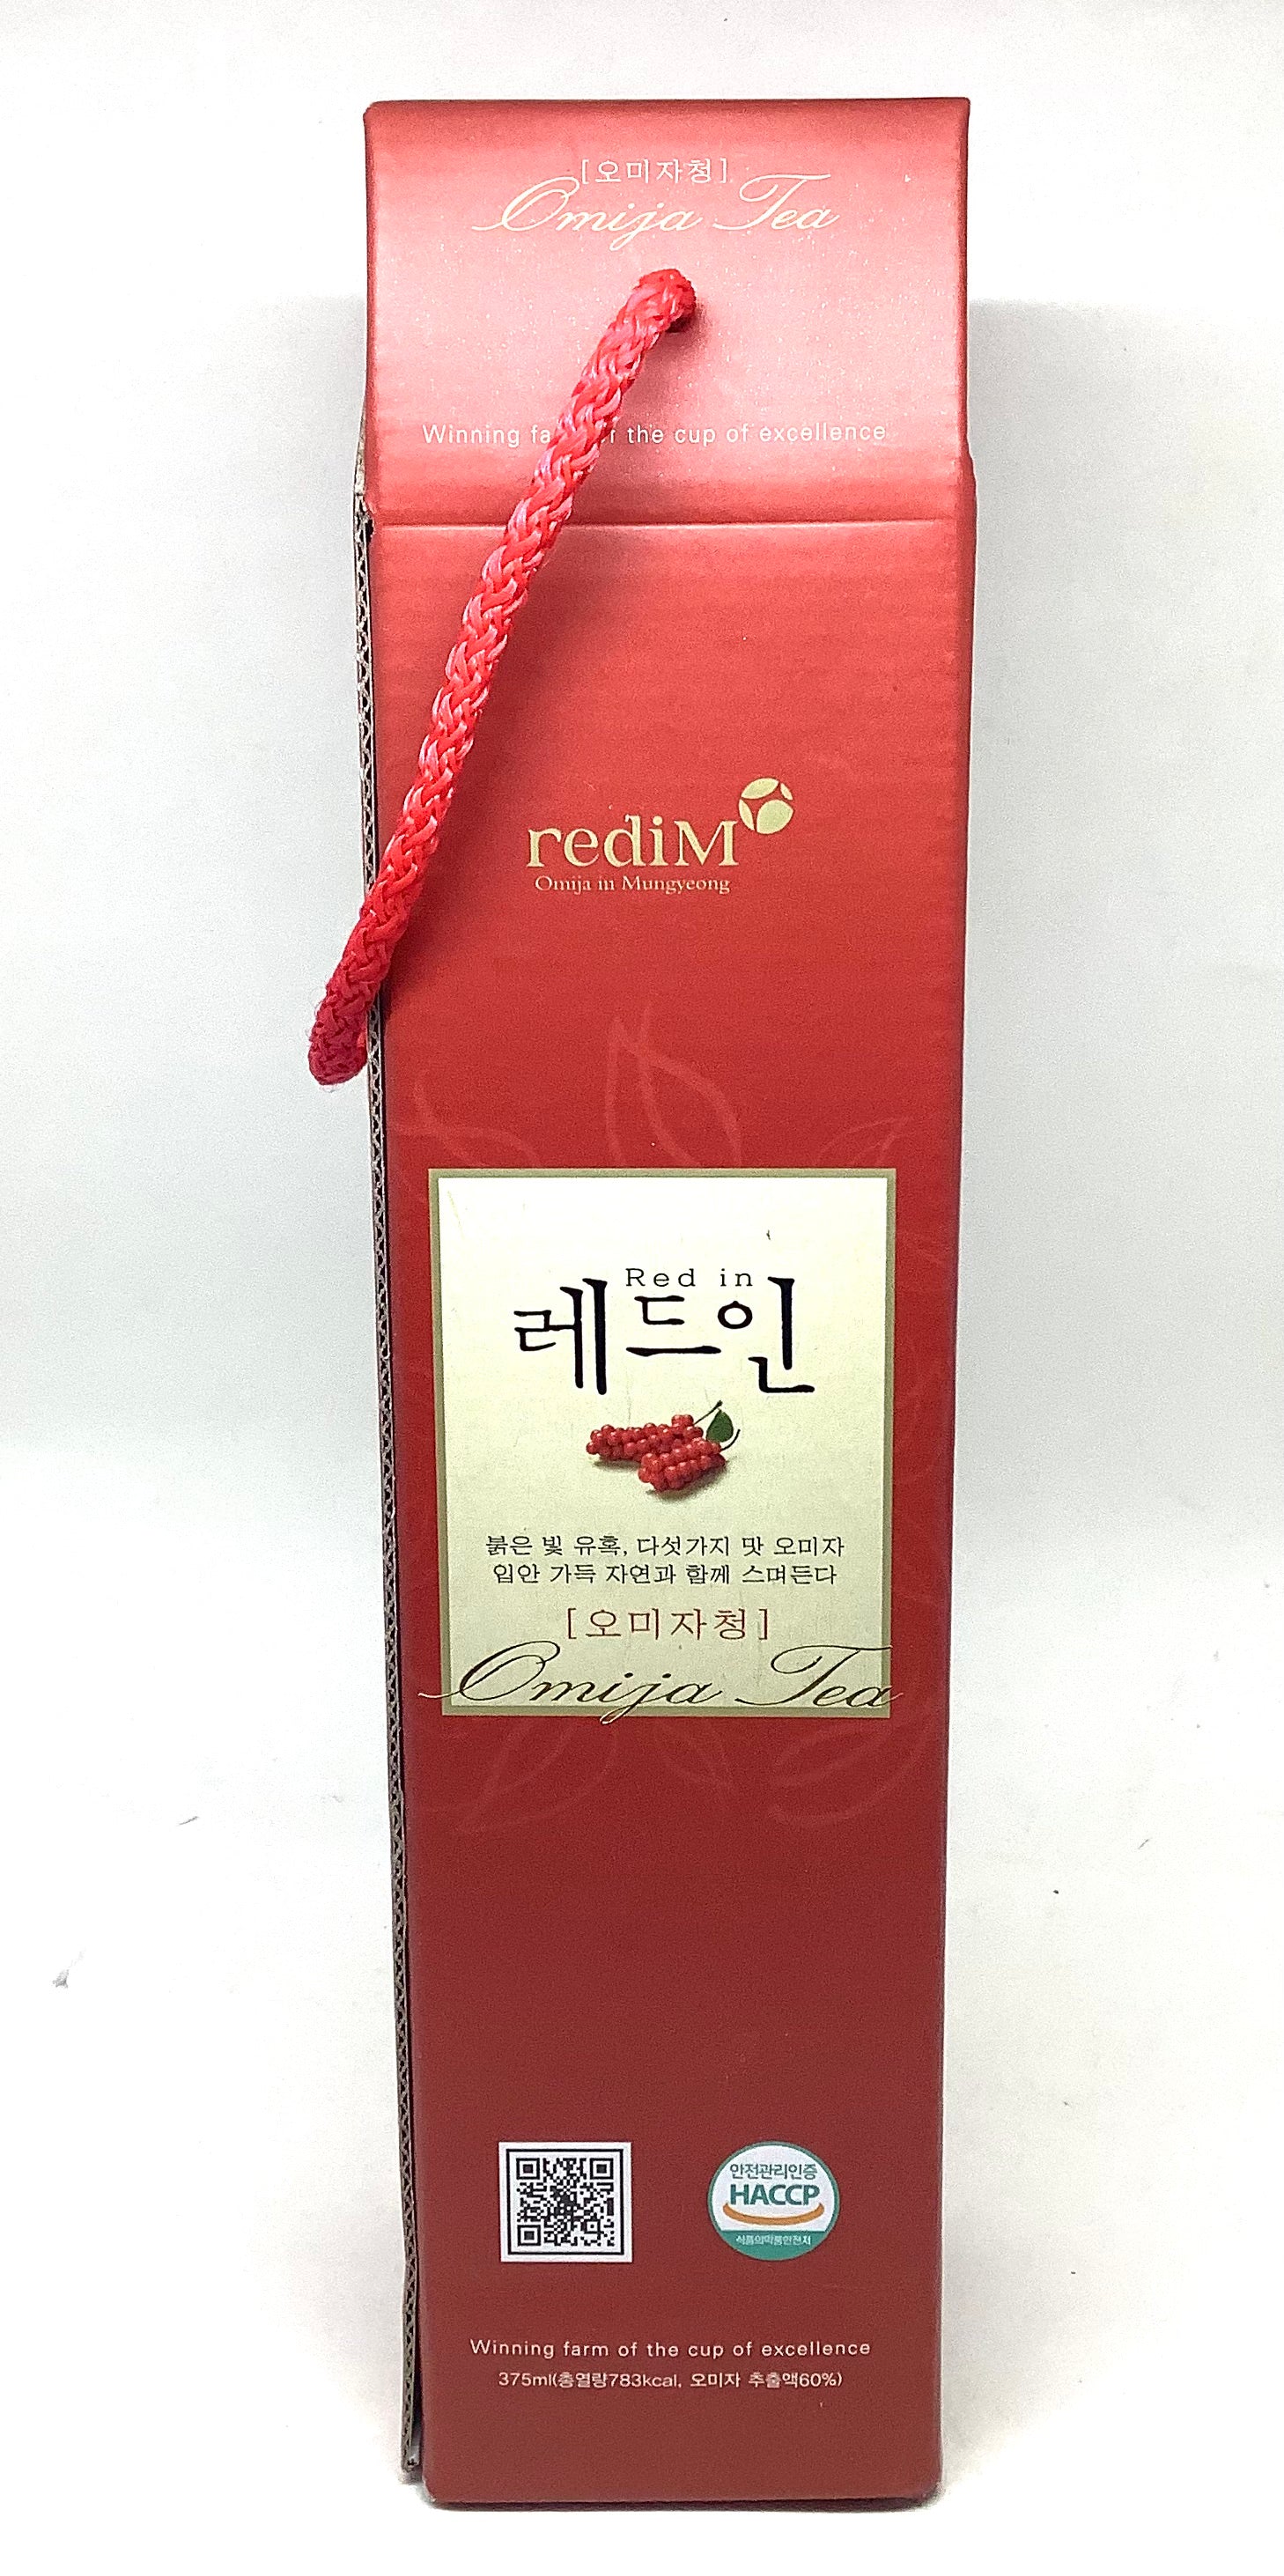 [오미자청]
Omija Tea
Winning fa the cup of excellence
rediM
Omija in Mungyeong
Red in
레드인
붉은 빛 유혹, 다섯가지 맛 오미자
입안 가득 자연과 함께 스며든다
[오미자청]
Omija Tea
안전관리인증
HACCP
식품의약품안전처
Winning farm of the cup of excellence
375ml(총열량783kcal, 오미자 추출액60%)